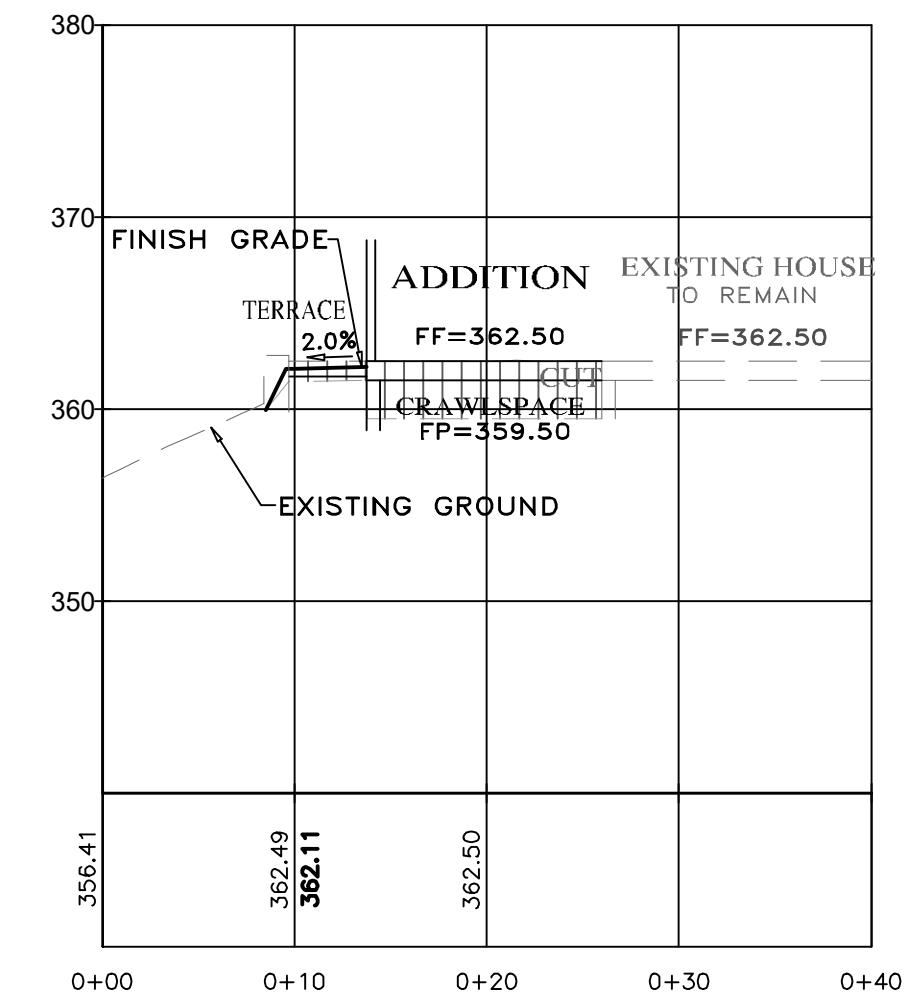 380
370
FINISH GRADE
ADDITION
EXISTING HOUSE
TO REMAIN
TERRACE
2.0%
FF=362.50
FF=362.50
CUT
360
CRAWLSPACE
FP=359.50
EXISTING GROUND
350
356.41
362.49
362.11
362.50
0+00
0+10
0+20
0+30
0+40